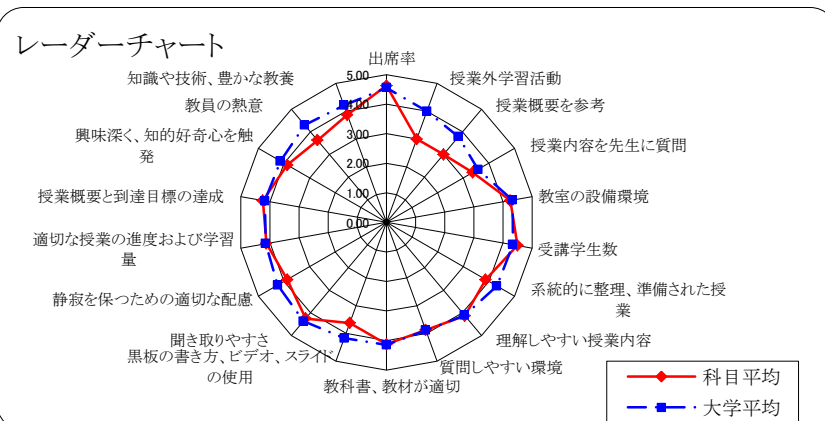 レーダーチャート
出席率
授業外学習活動
授業概要を参考
授業内容を先生に質問
教室の設備環境
受講学生数
系統的に整理、準備された授
業
理解しやすい授業内容
質問しやすい環境
教科書、教材が適切
黒板の書き方、ビデオ、スライド
の使用
聞き取りやすさ
静寂を保つための適切な配慮
適切な授業の進度および学習
量
授業概要と到達目標の達成
興味深く、知的好奇心を触
発
教員の熱意
知識や技術、豊かな教養
5.00
4.00
3.00
2.00
1.00
0.00
科目平均
大学平均